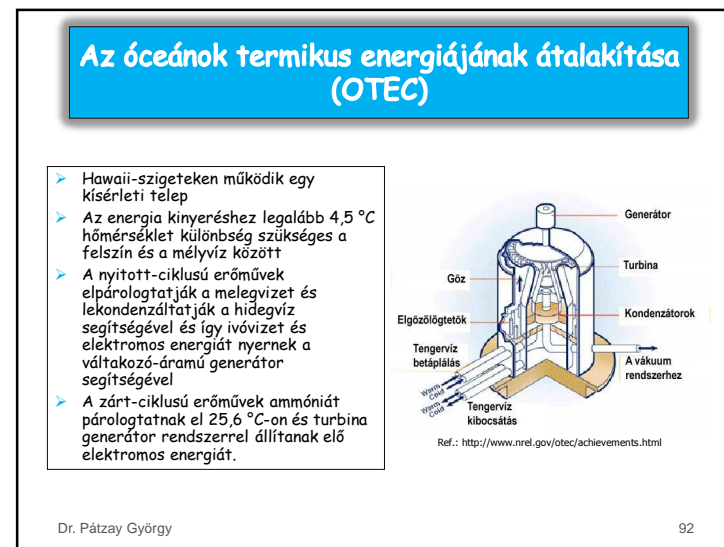 Az óceánok termikus energiájának átalakítása
(OTEC)
Hawaii-szigeteken működik egy
kísérleti telep
Az energia kinyeréshez legalább 4,5 °C
hőmérséklet különbség szükséges a
felszín és a mélyvíz között
A nyitott-ciklusú erőművek
elpárologtatják a melegvizet és
lekondenzáltatják a hidegvíz
segítségével és így ivóvizet és
elektromos energiát nyernek a
váltakozó-áramú generátor
segítségével
A zárt-ciklusú erőművek ammóniát
párologtatnak el 25,6 °C-on és turbina
generátor rendszerrel állítanak elő
elektromos energiát.
Generátor
Turbina
Göz
Kondenzátorok
Elgözölögtetök
Tengervíz
betáplálás
A vákuum
rendszerhez
Warm
Cold
Warm
Cold
Tengervíz
kibocsátás
Ref.: http://www.nrel.gov/otec/achievements.html
Dr. Pátzay György
92